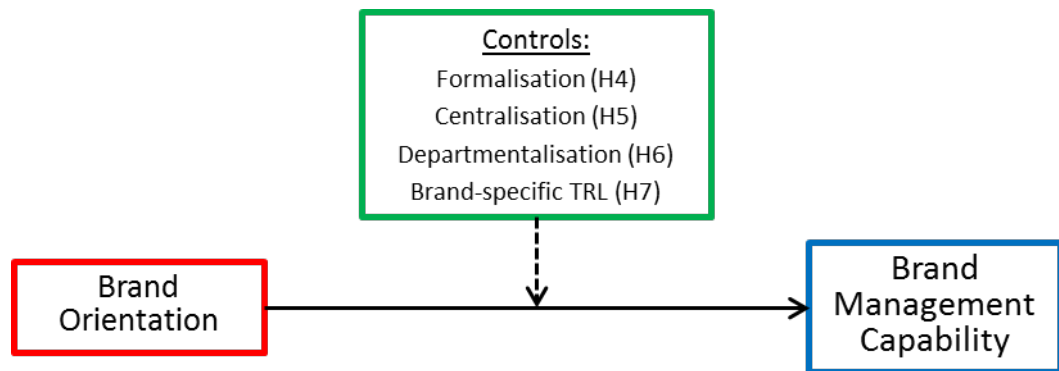 Controls:
Formalisation (H4)
Centralisation (H5)
Departmentalisation (H6)
Brand-specific TRL (H7)
Brand
Orientation
Brand
Management
Capability